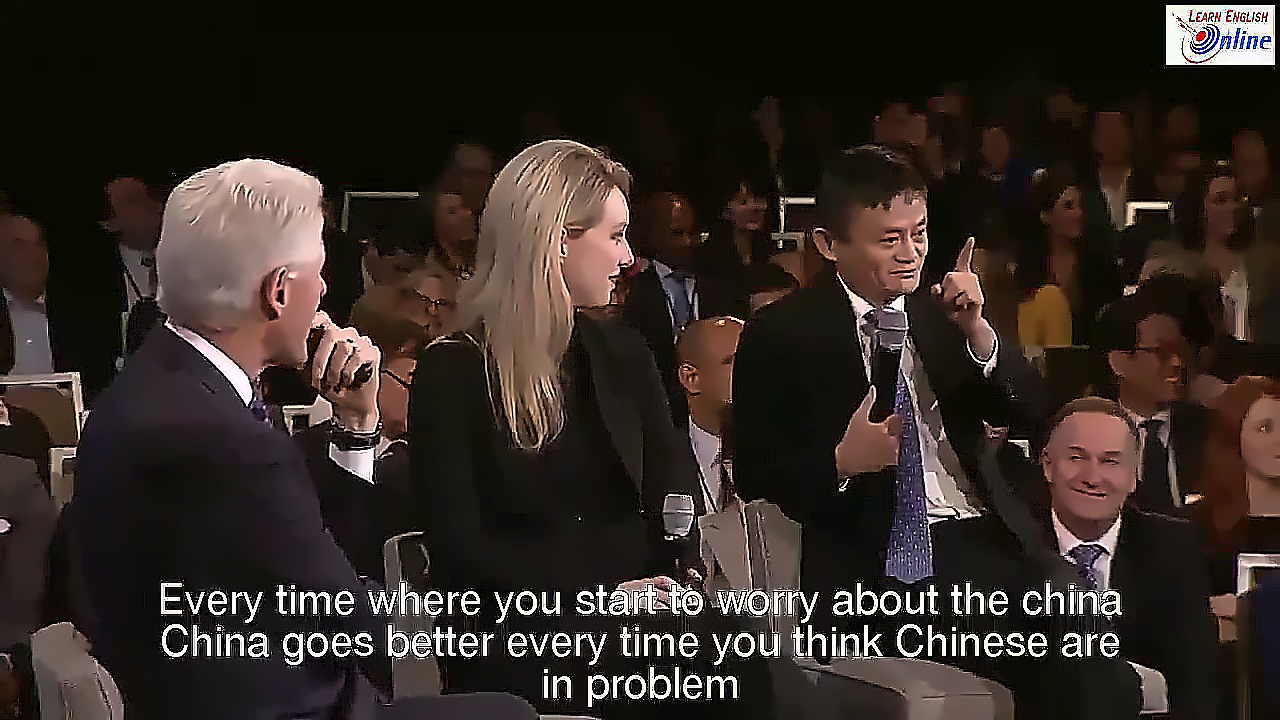 LEARN ENGLISH
Online
Every time where you start to worry about the china
China goes better every time you think Chinese are
in problem